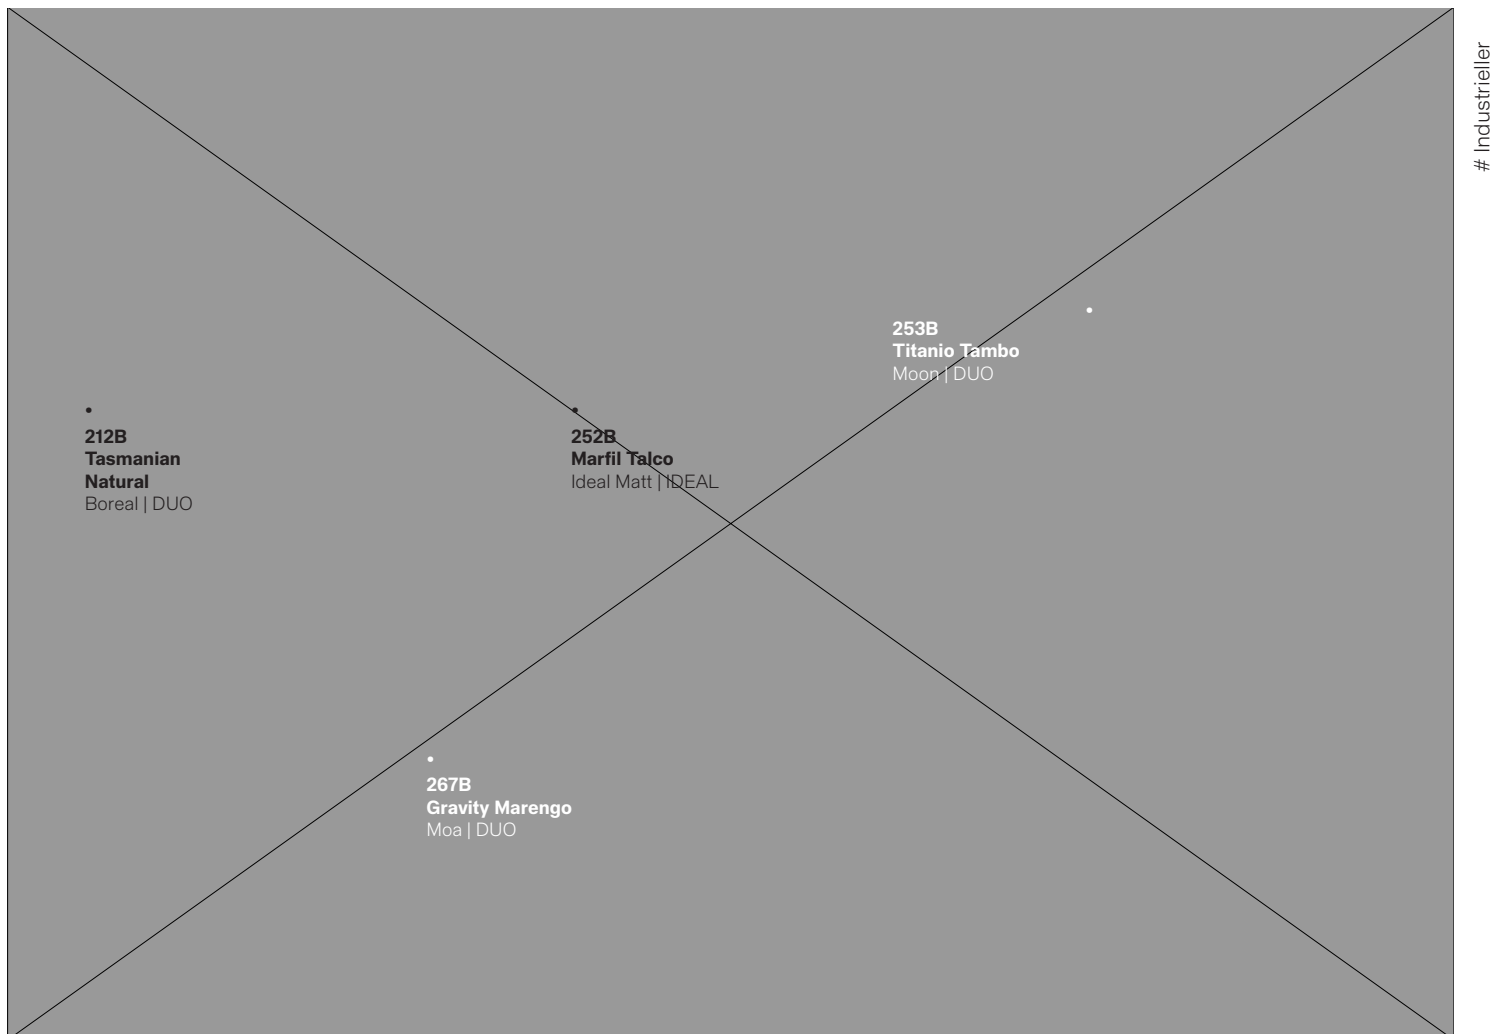 # Industrieller
253B
Titanio Tambo
Moon | DUO
212B
Tasmanian
Natural
Boreal | DUO
252B
Marfil Talco
Ideal Matt | IDEAL
267B
Gravity Marengo
Moa | DUO